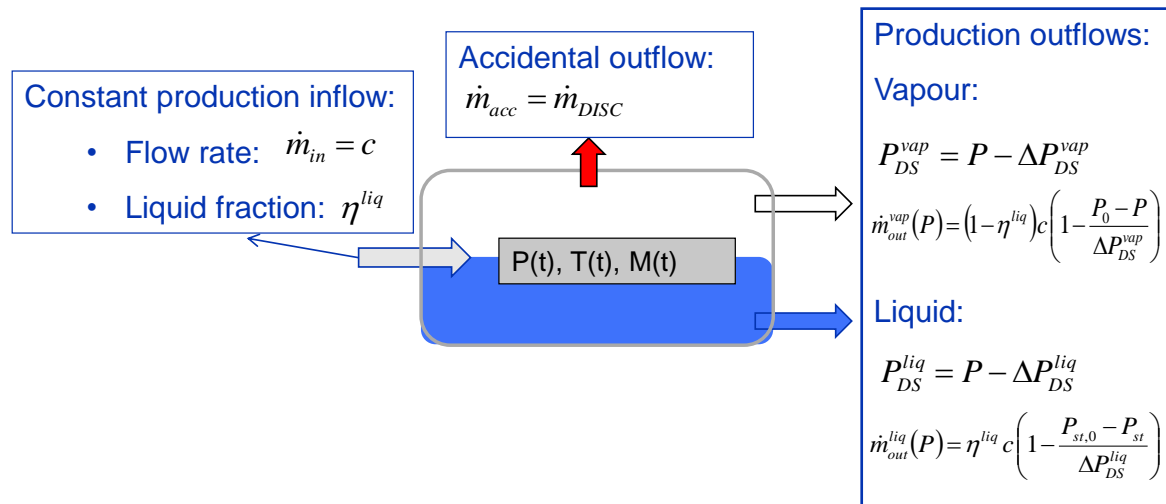 Constant production inflow:
• Flow rate: ṁ_in = c
• Liquid fraction: η^liq
Accidental outflow:
ṁ_acc = ṁ_DISC
P(t), T(t), M(t)
Production outflows:
Vapour:
P_DS^vap = P − ΔP_DS^vap
ṁ_out^vap(P) = (1 − η^liq)c(1 − (P_0 − P)/ΔP_DS^vap)
Liquid:
P_DS^liq = P − ΔP_DS^liq
ṁ_out^liq(P) = η^liq c(1 − (P_st,0 − P_st)/ΔP_DS^liq)